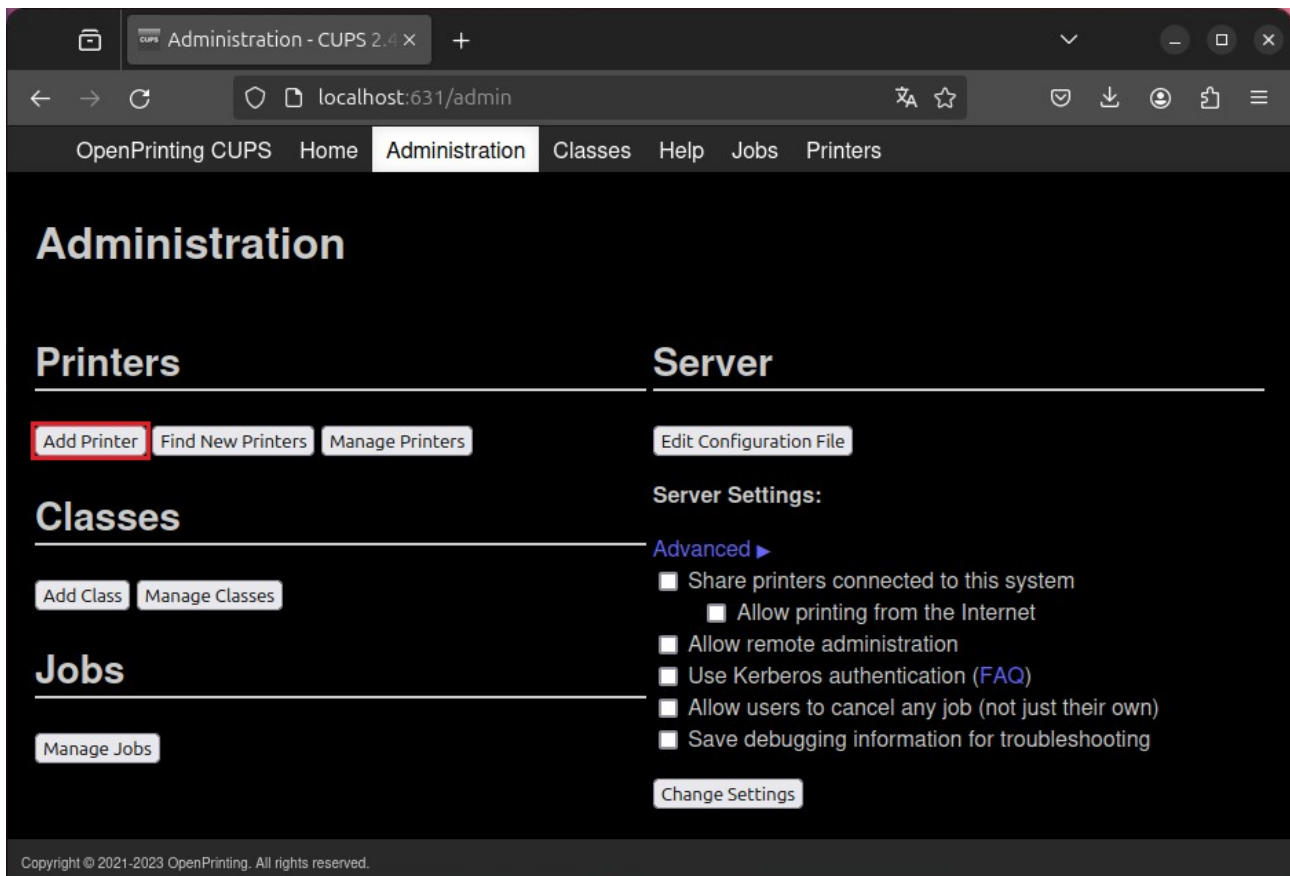 CUPS Administration - CUPS 2.4
localhost:631/admin
OpenPrinting CUPS Home Administration Classes Help Jobs Printers
Administration
Printers
Add Printer Find New Printers Manage Printers
Classes
Add Class Manage Classes
Jobs
Manage Jobs
Server
Edit Configuration File
Server Settings:
Advanced ▶
Share printers connected to this system
Allow printing from the Internet
Allow remote administration
Use Kerberos authentication (FAQ)
Allow users to cancel any job (not just their own)
Save debugging information for troubleshooting
Change Settings
Copyright © 2021-2023 OpenPrinting. All rights reserved.